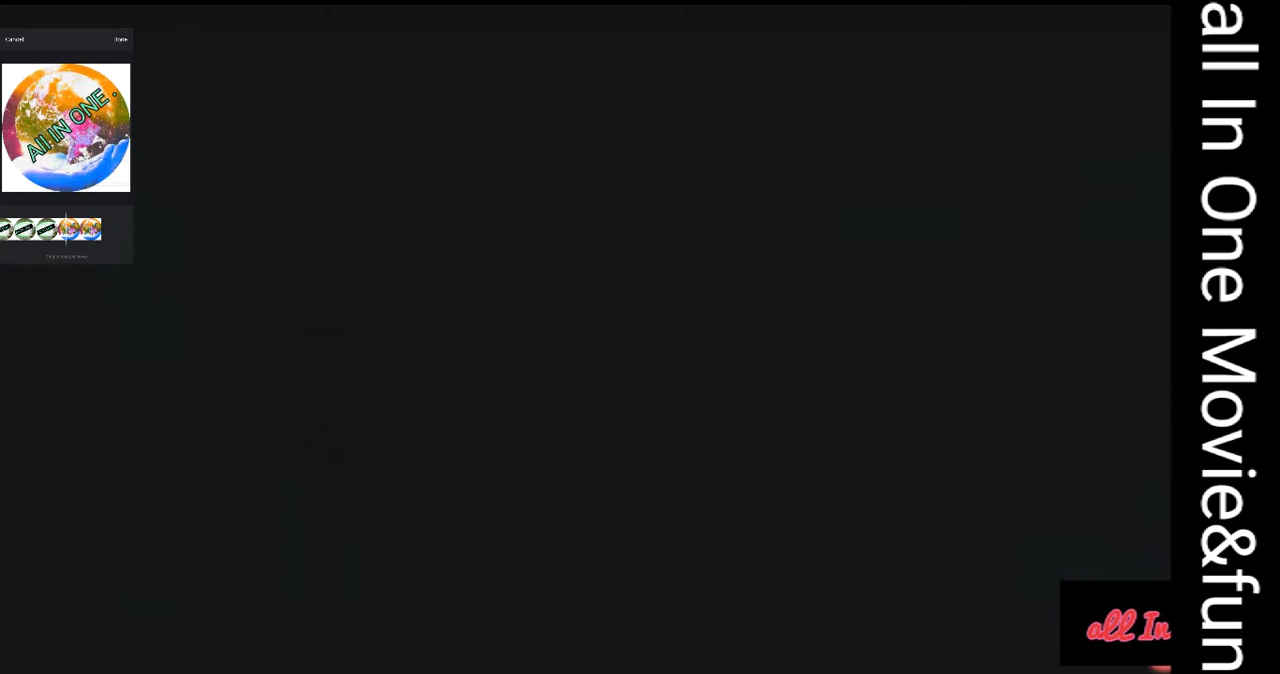 Cancel
Done
All IN ONE
all In
all In One Movie&fun